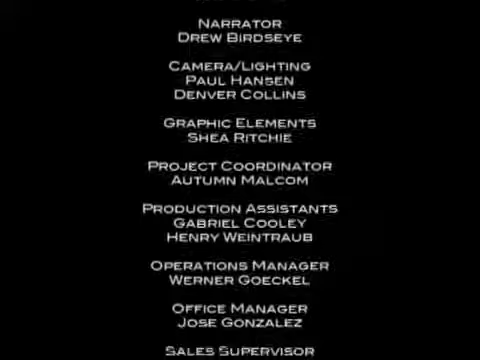 Narrator
Drew Birdseye
Camera/Lighting
Paul Hansen
Denver Collins
Graphic Elements
Shea Ritchie
Project Coordinator
Autumn Malcom
Production Assistants
Gabriel Cooley
Henry Weintraub
Operations Manager
Werner Goeckel
Office Manager
Jose Gonzalez
Sales Supervisor